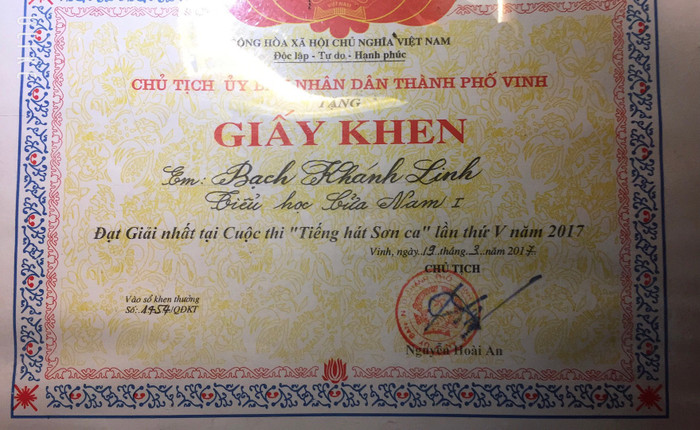 VIỆT NAM
CỘNG HÒA XÃ HỘI CHỦ NGHĨA VIỆT NAM
Độc lập - Tự do - Hạnh phúc
CHỦ TỊCH ỦY NHÂN DÂN THÀNH PHỐ VINH
TẶNG
GIẤY KHEN
Em: Bạch Khánh Linh
Tiểu học Cửa Nam I
Đạt Giải nhất tại Cuộc thi "Tiếng hát Sơn ca" lần thứ V năm 2017
Vinh, ngày 19 tháng 3 năm 2017
CHỦ TỊCH
Vào sổ khen thưởng
Số: 1454/QĐKT
Nguyễn Hoài An